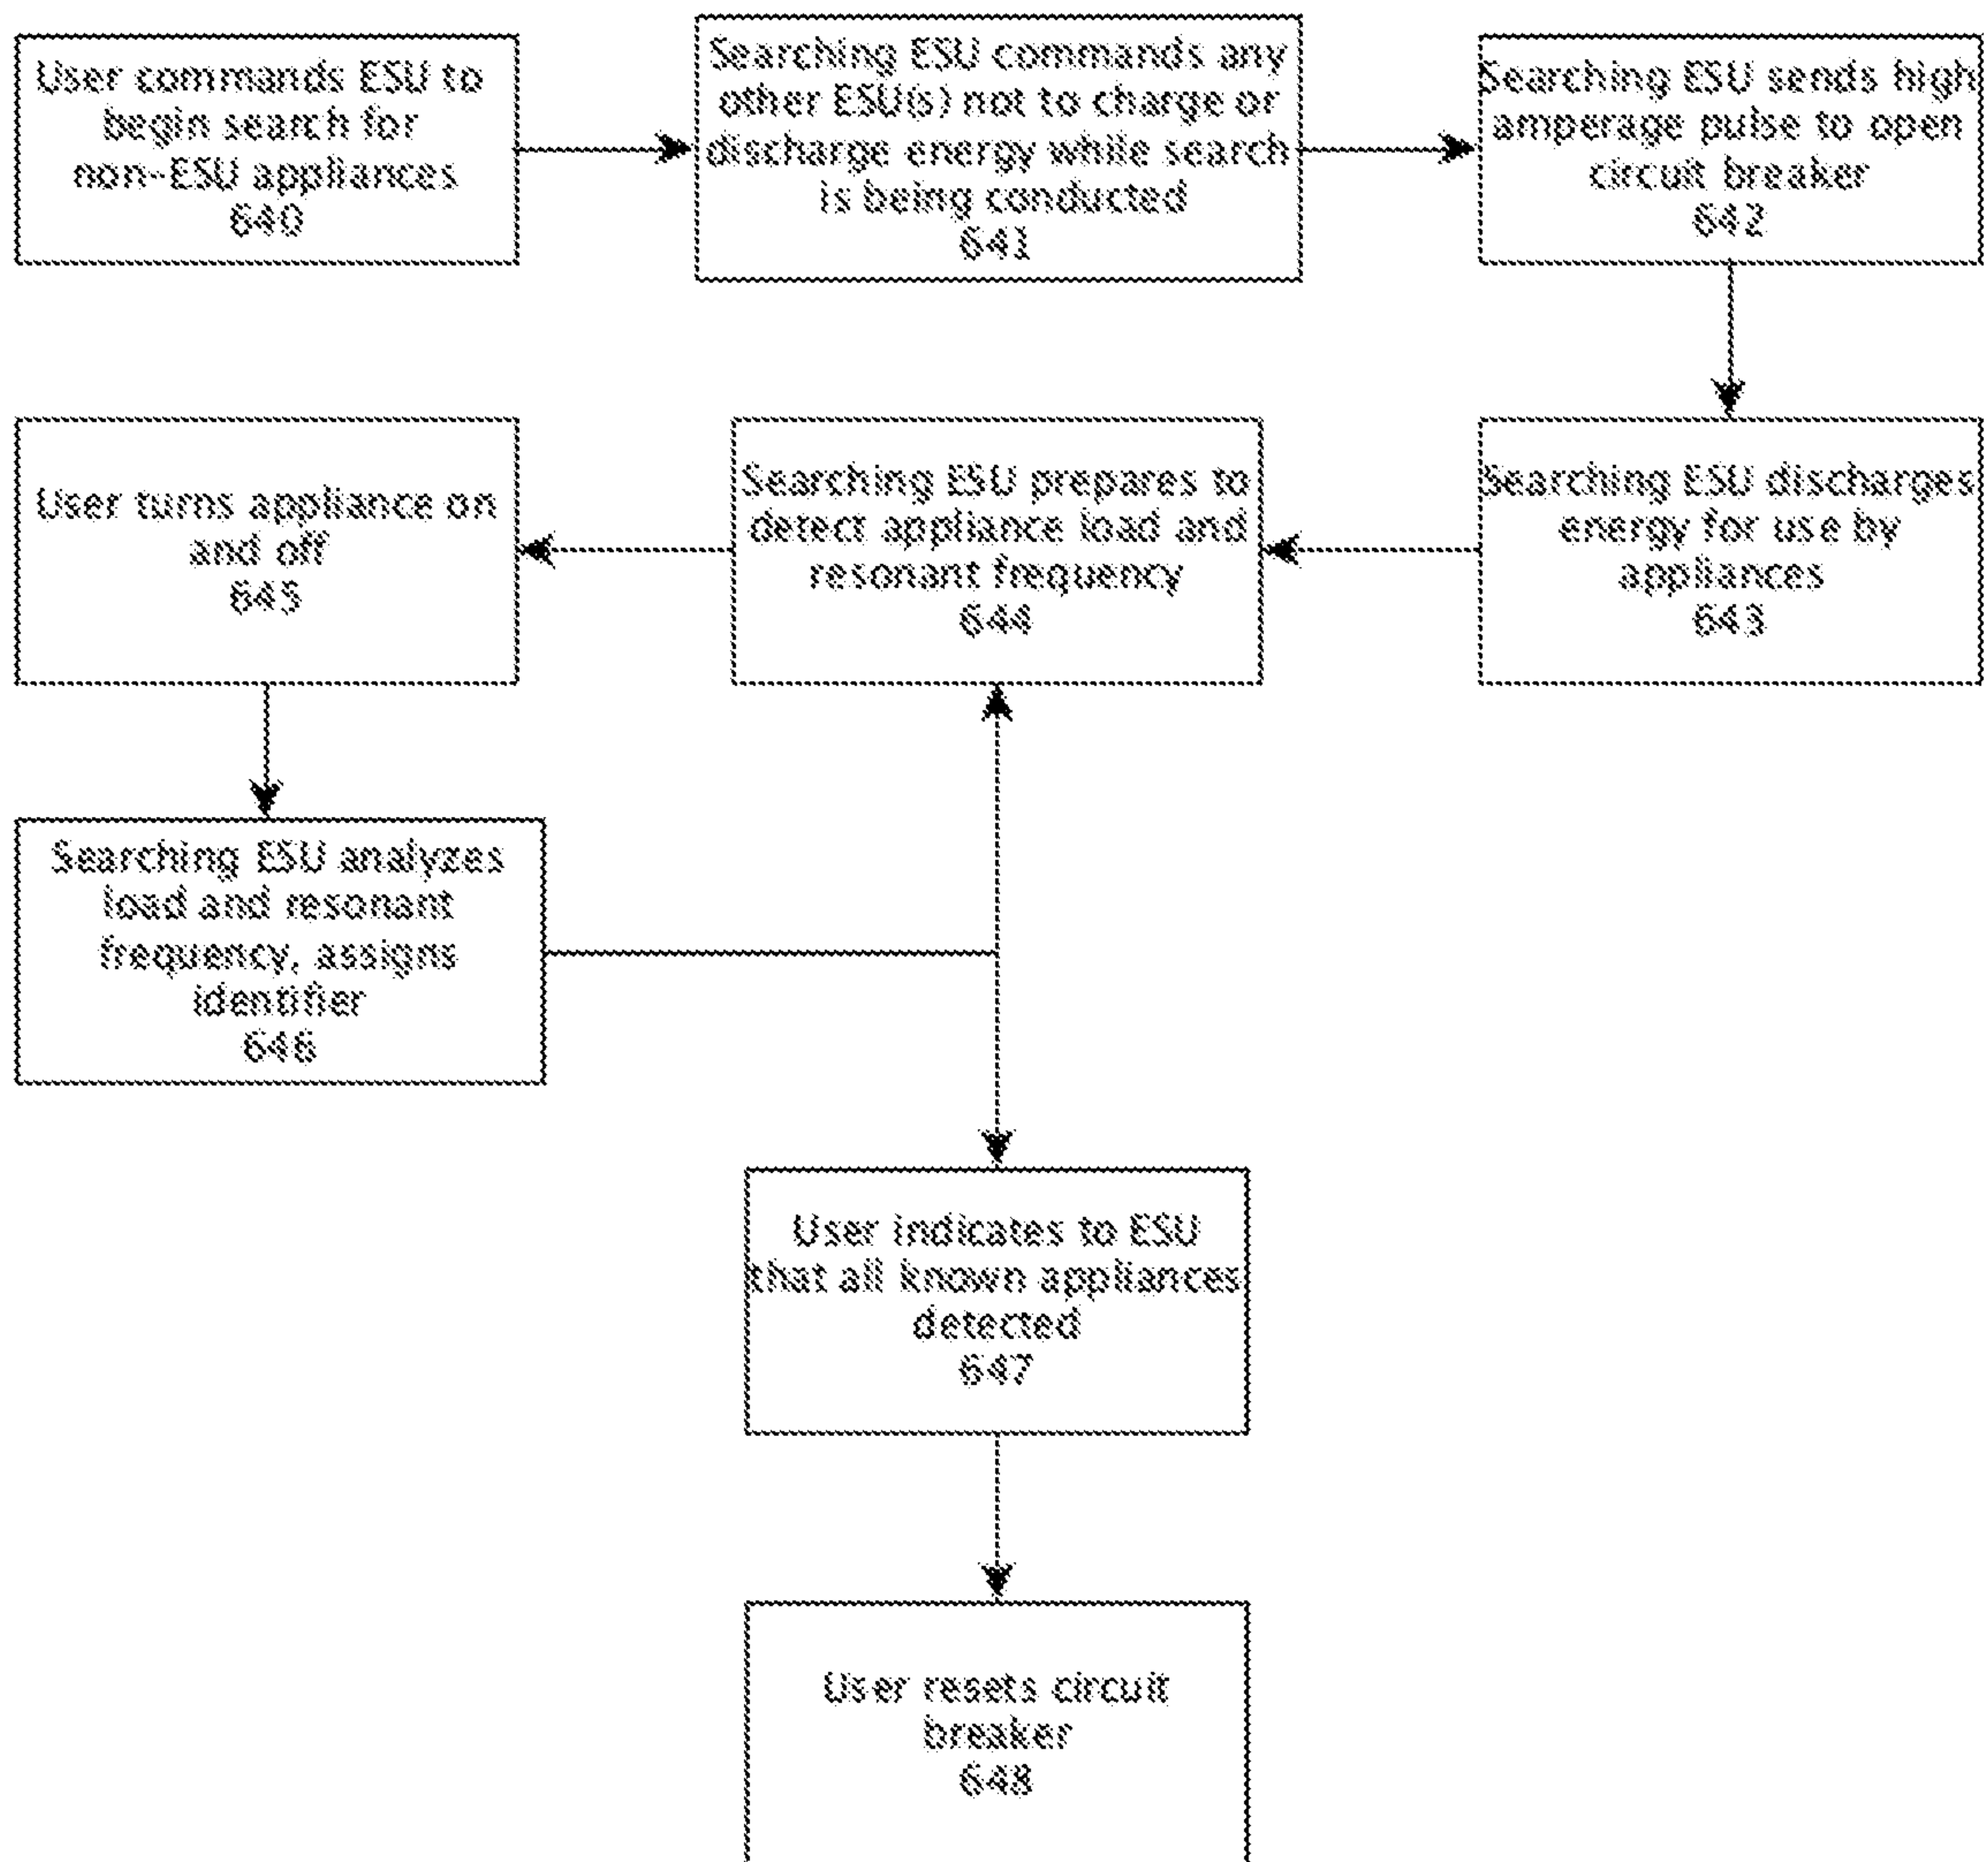 User commands ESU to
begin search for
non-ESU appliances
640
Searching ESU commands any
other ESU(s) not to charge or
discharge energy while search
is being conducted
641
Searching ESU sends high
amperage pulse to open
circuit breaker
642
Searching ESU discharges
energy for use by
appliances
643
Searching ESU prepares to
detect appliance load and
resonant frequency
644
User turns appliance on
and off
645
Searching ESU analyzes
load and resonant
frequency, assigns
identifier
646
User indicates to ESU
that all known appliances
detected
647
User resets circuit
breaker
648